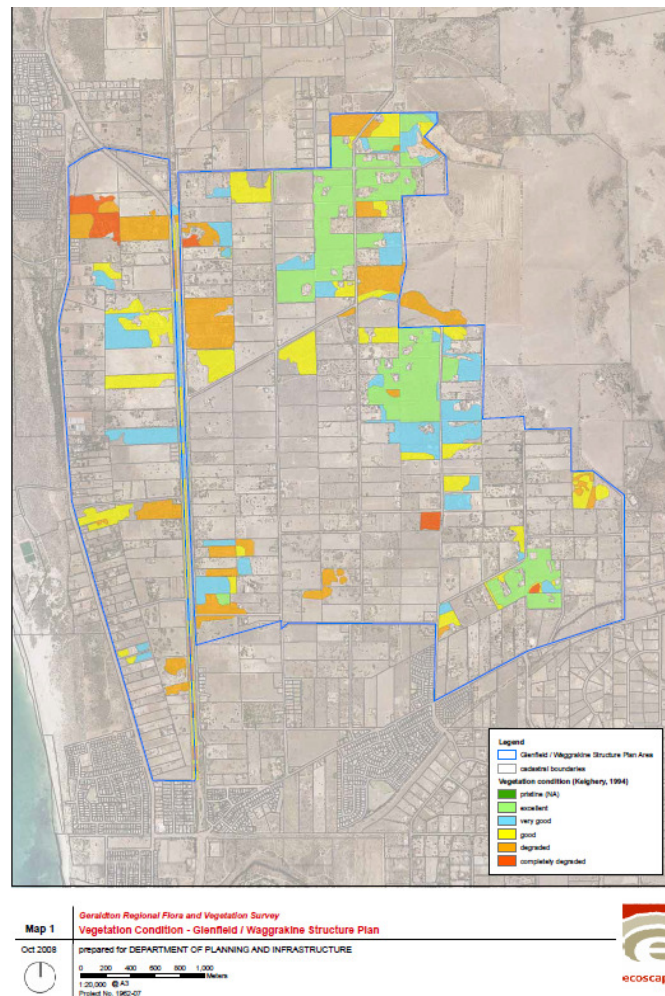 Legend
Glenfield / Waggrakine Structure Plan Area
cadastral boundaries
Vegetation condition (Keighery, 1994)
pristine (NA)
excellent
very good
good
degraded
completely degraded
Map 1
Geraldton Regional Flora and Vegetation Survey
Vegetation Condition - Glenfield / Waggrakine Structure Plan
Oct 2008
prepared for DEPARTMENT OF PLANNING AND INFRASTRUCTURE
0 200 400 600 800 1,000
Meters
1:20,000 @ A3
Project No. 1962-07
ecoscap